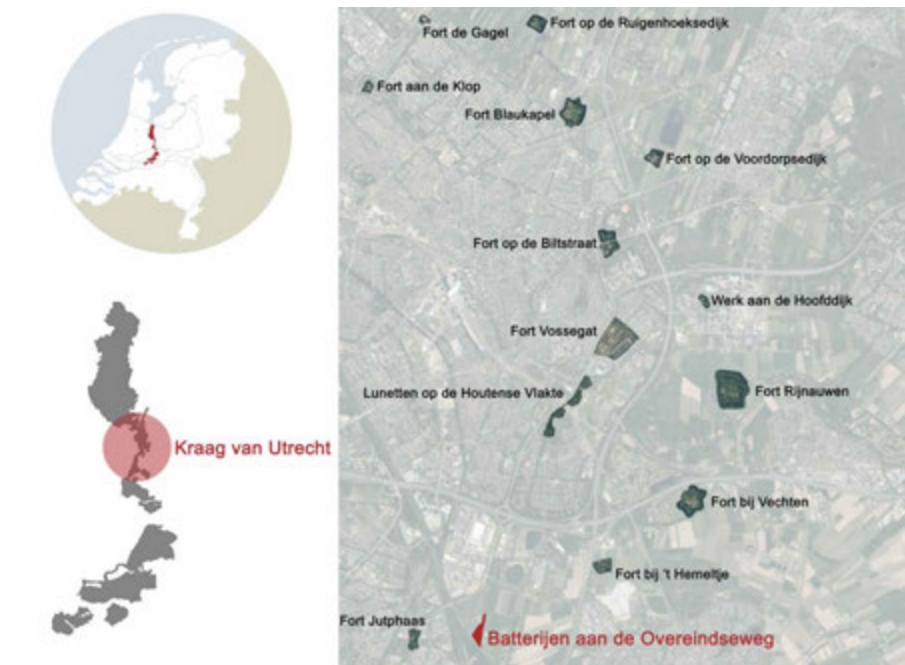 Fort de Gagel
Fort op de Ruigenhoeksedijk
Fort aan de Klop
Fort Blaukapel
Fort op de Voordorpsedijk
Fort op de Biltstraat
Werk aan de Hoofddijk
Fort Vossegat
Lunetten op de Houtense Vlakte
Fort Rijnauwen
Kraag van Utrecht
Fort bij Vechten
Fort bij 't Hemeltje
Fort Jutphaas
Batterijen aan de Overeindseweg